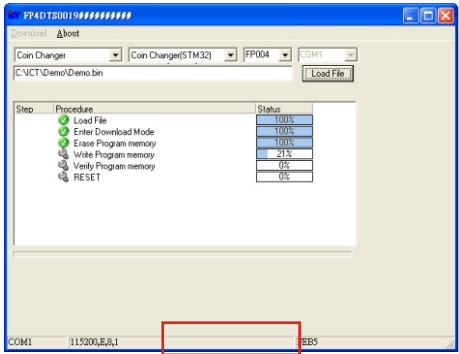 ICT FP4DTS0019##########
Download About
Coin Changer Coin Changer(STM32) FP004 COM1
C:\ICT\Demo\Demo.bin Load File
Step Procedure Status
Load File 100%
Enter Download Mode 100%
Erase Program memory 100%
Write Program memory 21%
Verify Program memory 0%
RESET 0%
COM1 115200,E,8,1 FEB5